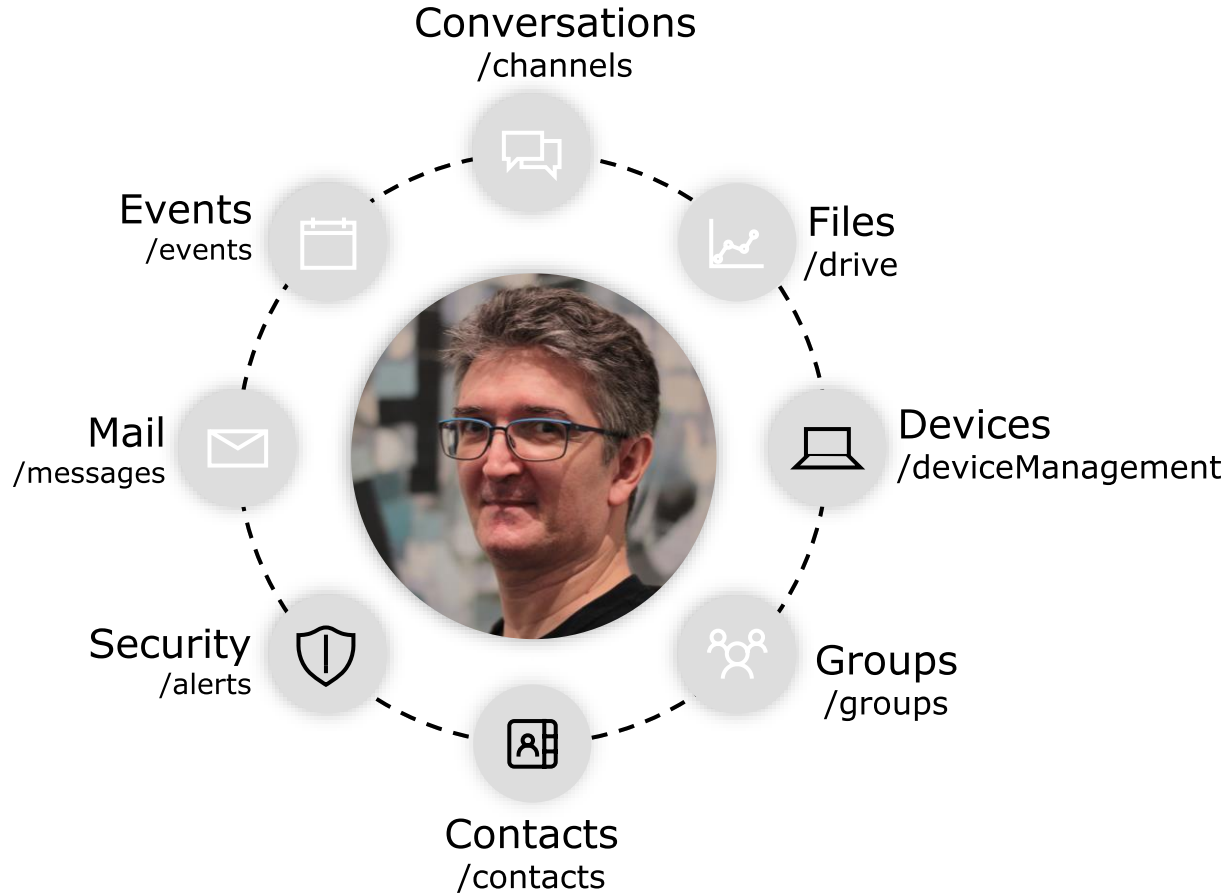 Conversations
/channels
Events
/events
Files
/drive
Mail
/messages
Devices
/deviceManagement
Security
/alerts
Groups
/groups
Contacts
/contacts